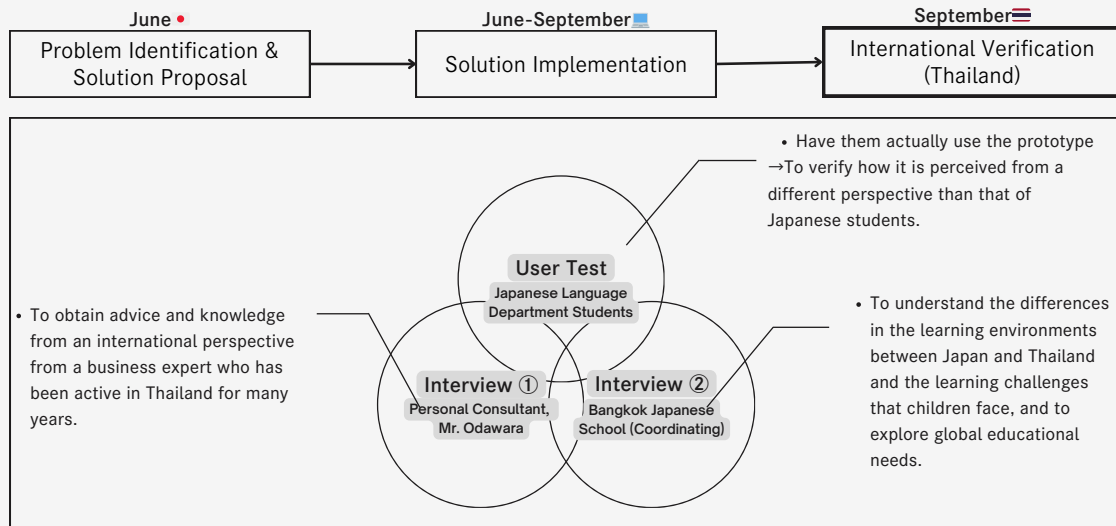 June
June-September
September
Problem Identification &
Solution Proposal
Solution Implementation
International Verification
(Thailand)
• Have them actually use the prototype
→To verify how it is perceived from a
different perspective than that of
Japanese students.
User Test
Japanese Language
Department Students
• To obtain advice and knowledge
from an international perspective
from a business expert who has
been active in Thailand for many
years.
Interview ①
Personal Consultant,
Mr. Odawara
Interview ②
Bangkok Japanese
School (Coordinating)
• To understand the differences
in the learning environments
between Japan and Thailand
and the learning challenges
that children face, and to
explore global educational
needs.